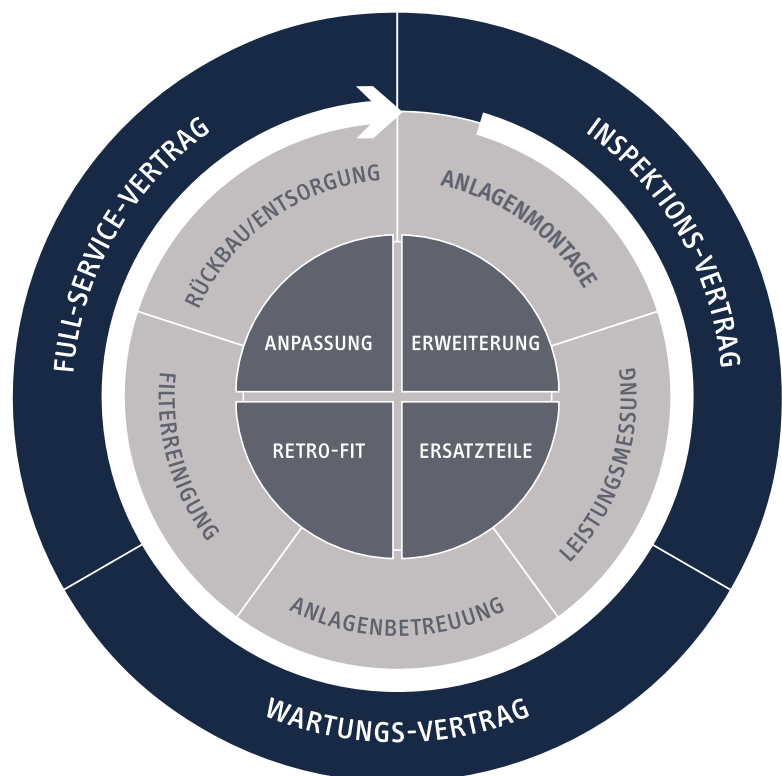 FULL-SERVICE-VERTRAG
INSPEKTIONS-VERTRAG
WARTUNGS-VERTRAG
RÜCKBAU/ENTSORGUNG
ANLAGENMONTAGE
LEISTUNGSMESSUNG
ANLAGENBETREUUNG
FILTERREINIGUNG
ANPASSUNG
ERWEITERUNG
RETRO-FIT
ERSATZTEILE